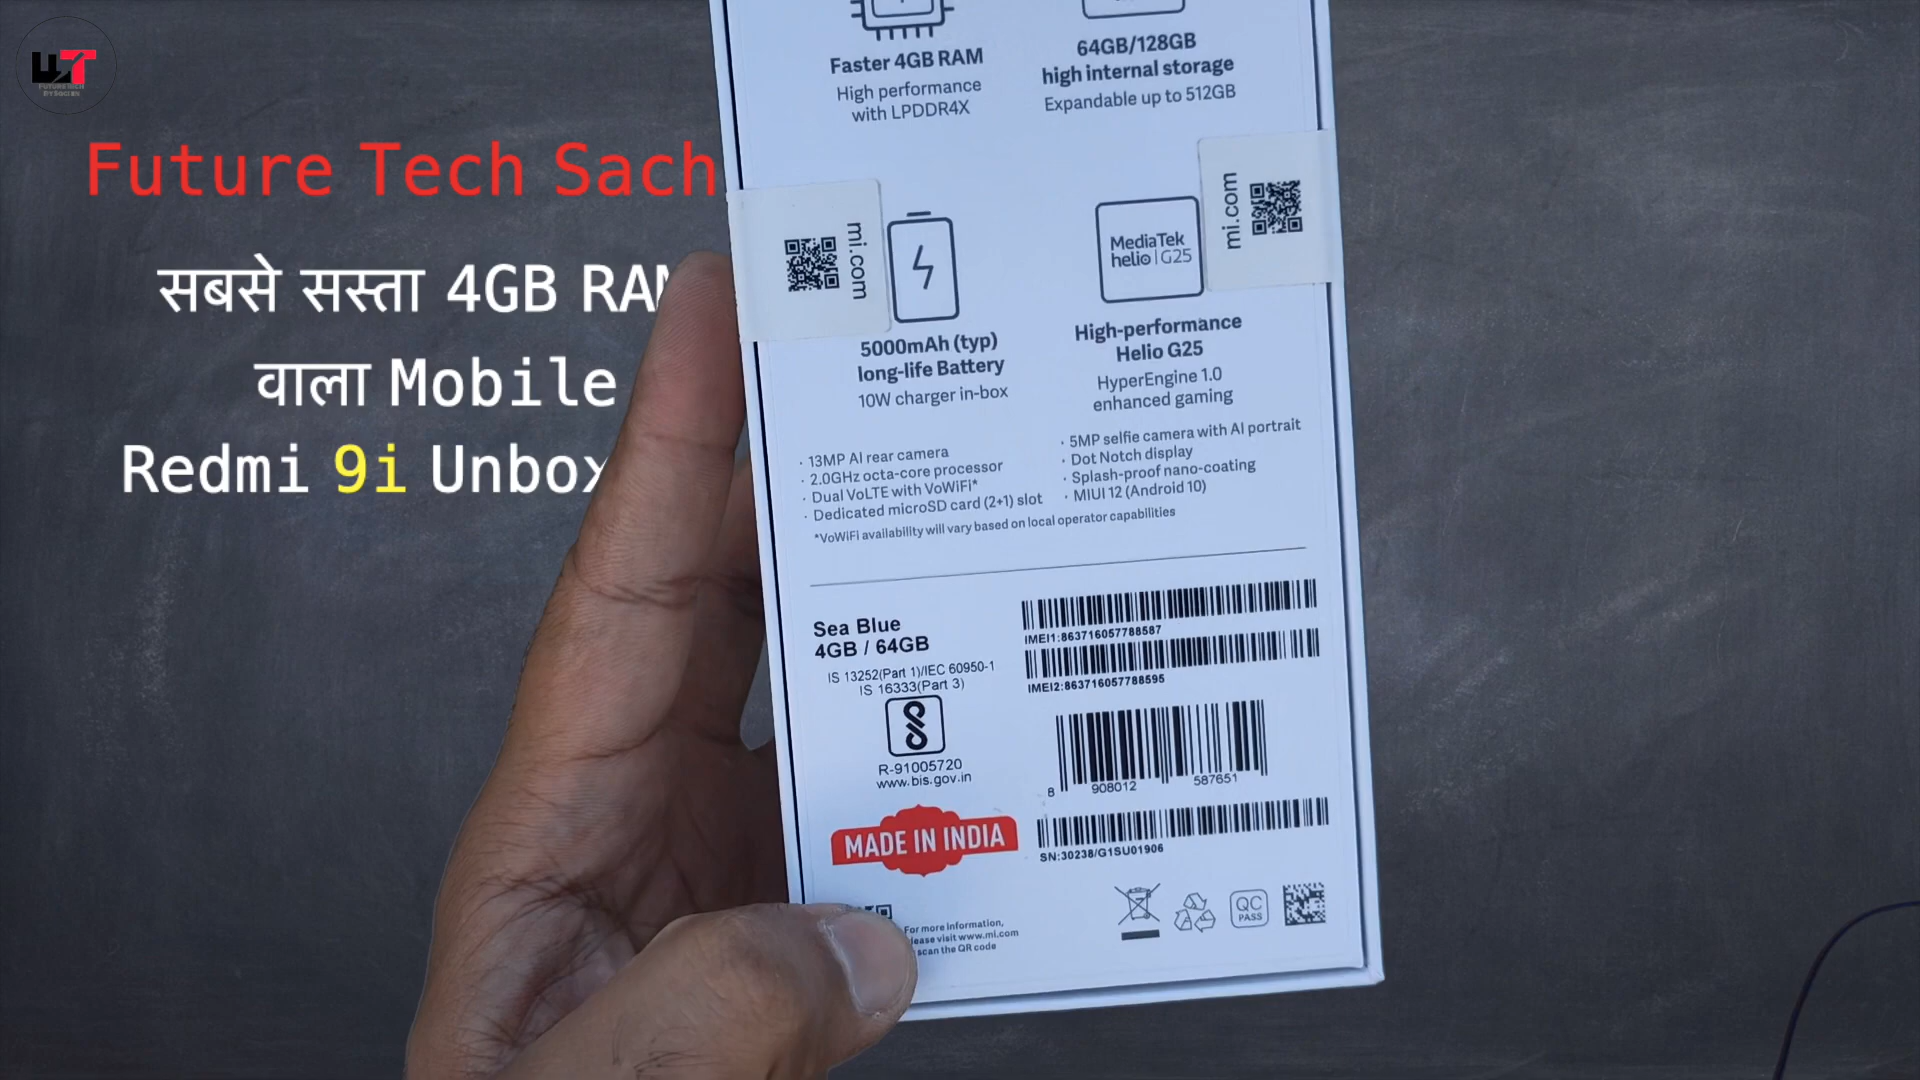 Future Tech Sach
सबसे सस्ता 4GB RAM
वाला Mobile
Redmi 9i Unbox
Faster 4GB RAM
High performance
with LPDDR4X
64GB/128GB
high internal storage
Expandable up to 512GB
mi.com
mi.com
5000mAh (typ)
long-life Battery
10W charger in-box
MediaTek
helio | G25
High-performance
Helio G25
HyperEngine 1.0
enhanced gaming
· 13MP AI rear camera
· 2.0GHz octa-core processor
· Dual VoLTE with VoWiFi*
· Dedicated microSD card (2+1) slot
· 5MP selfie camera with AI portrait
· Dot Notch display
· Splash-proof nano-coating
· MIUI 12 (Android 10)
*VoWiFi availability will vary based on local operator capabilities
Sea Blue
4GB / 64GB
IS 13252(Part 1)/IEC 60950-1
IS 16333(Part 3)
R-91005720
www.bis.gov.in
MADE IN INDIA
IMEI1:863716057788587
IMEI2:863716057788595
8 908012 587651
SN:30238/G1SU01906
QC
PASS
For more information,
lease visit www.mi.com
scan the QR code